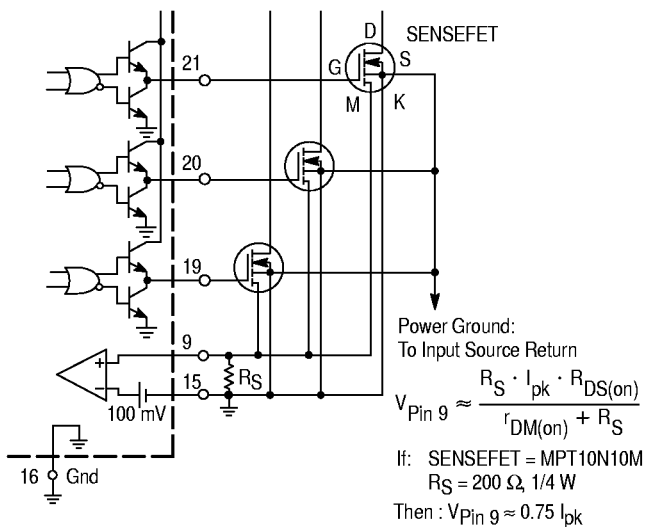 D
SENSEFET
21
G
S
M
K
20
19
Power Ground:
To Input Source Return
9
R_S
15
100 mV
V_Pin 9 ≈ (R_S · I_pk · R_DS(on)) / (r_DM(on) + R_S)
16 Gnd
If: SENSEFET = MPT10N10M
R_S = 200 Ω, 1/4 W
Then : V_Pin 9 ≈ 0.75 I_pk